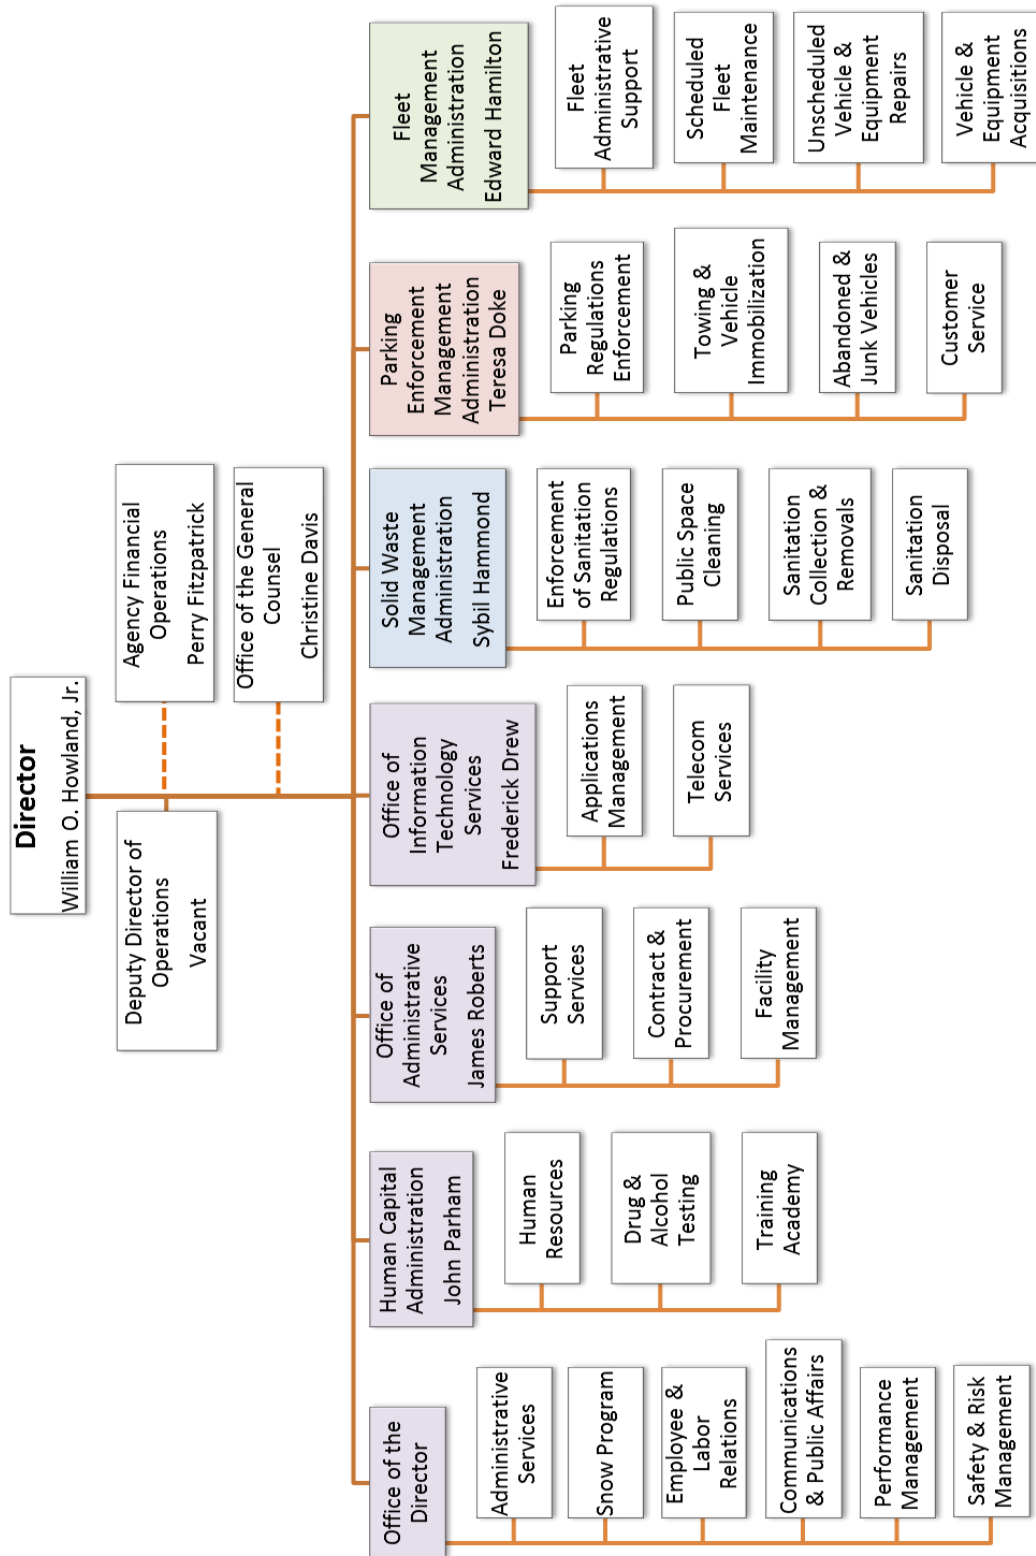 Director
William O. Howland, Jr.
Deputy Director of
Operations
Vacant
Agency Financial
Operations
Perry Fitzpatrick
Office of the General
Counsel
Christine Davis
Office of the
Director
Administrative
Services
Snow Program
Employee &
Labor
Relations
Communications
& Public Affairs
Performance
Management
Safety & Risk
Management
Human Capital
Administration
John Parham
Human
Resources
Drug &
Alcohol
Testing
Training
Academy
Office of
Administrative
Services
James Roberts
Support
Services
Contract &
Procurement
Facility
Management
Office of
Information
Technology
Services
Frederick Drew
Applications
Management
Telecom
Services
Solid Waste
Management
Administration
Sybil Hammond
Enforcement
of Sanitation
Regulations
Public Space
Cleaning
Sanitation
Collection &
Removals
Sanitation
Disposal
Parking
Enforcement
Management
Administration
Teresa Doke
Parking
Regulations
Enforcement
Towing &
Vehicle
Immobilization
Abandoned &
Junk Vehicles
Customer
Service
Fleet
Management
Administration
Edward Hamilton
Fleet
Administrative
Support
Scheduled
Fleet
Maintenance
Unscheduled
Vehicle &
Equipment
Repairs
Vehicle &
Equipment
Acquisitions